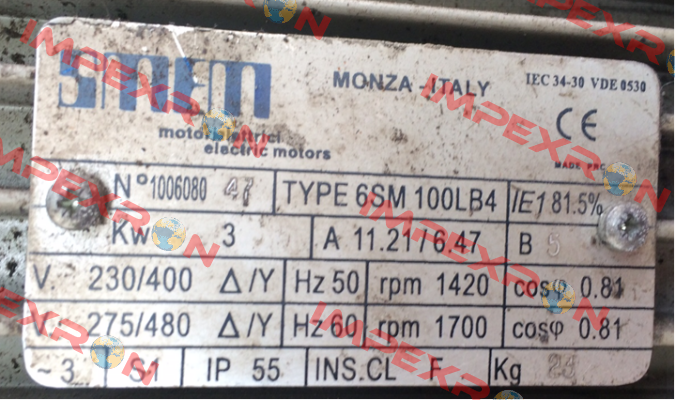 smem
MONZA - ITALY
IEC 34-30 VDE 0530
CE
motori elettrici
electric motors
MADE
N° 1006080 47 TYPE 6SM 100LB4 IE1 81.5%
Kw 3 A 11.21/6.47 B 5
V. 230/400 Δ/Y Hz 50 rpm 1420 cosφ 0.81
V. 275/480 Δ/Y Hz 60 rpm 1700 cosφ 0.81
~ 3 S1 IP 55 INS.CL F Kg
IMPEXRON